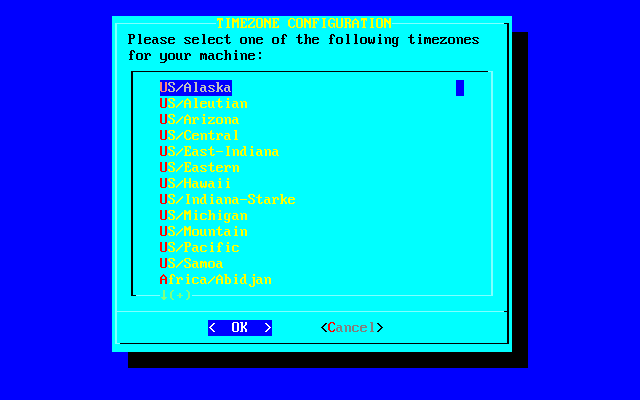 TIMEZONE CONFIGURATION
Please select one of the following timezones
for your machine:
US/Alaska
US/Aleutian
US/Arizona
US/Central
US/East-Indiana
US/Eastern
US/Hawaii
US/Indiana-Starke
US/Michigan
US/Mountain
US/Pacific
US/Samoa
Africa/Abidjan
↓(+)
< OK > <Cancel>